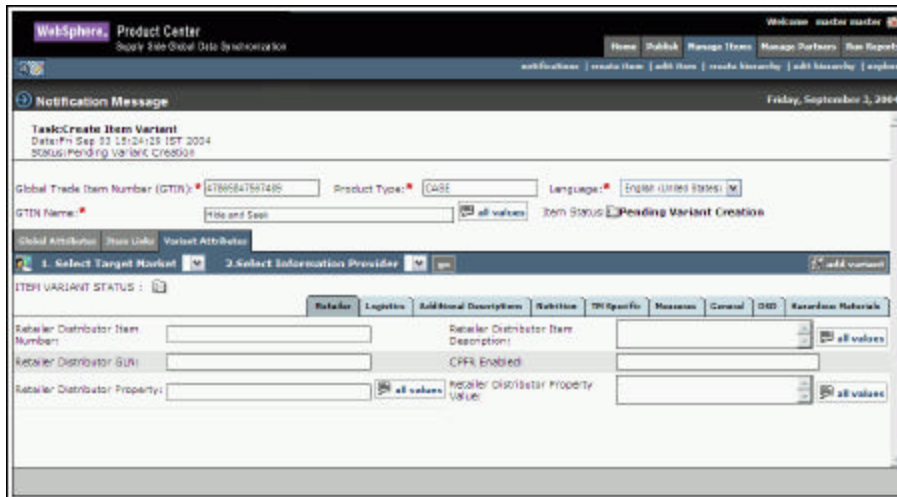 WebSphere. Product Center
Supply Side Global Data Synchronization
Welcome master master
Home Publish Manage Items Manage Partners Run Report
notifications | create item | edit item | create hierarchy | edit hierarchy | explor
Notification Message
Friday, September 3, 2004
Task:Create Item Variant
Date:Fri Sep 03 15:24:29 IST 2004
Status:Pending Variant Creation
Global Trade Item Number (GTIN):* Product Type:* CASE Language:* English (United States)
GTIN Name:* Hide and Seek all values Item Status: Pending Variant Creation
Global Attributes Item Links Variant Attributes
1. Select Target Market 2.Select Information Provider go add variant
ITEM VARIANT STATUS :
Retailer Logistics Additional Descriptions Nutrition TM Specific Measures General DSD Hazardous Materials
Retailer Distributor Item Number: Retailer Distributor Item Description: all values
Retailer Distributor GLN: CPFR Enabled:
Retailer Distributor Property: all values Retailer Distributor Property Value: all values